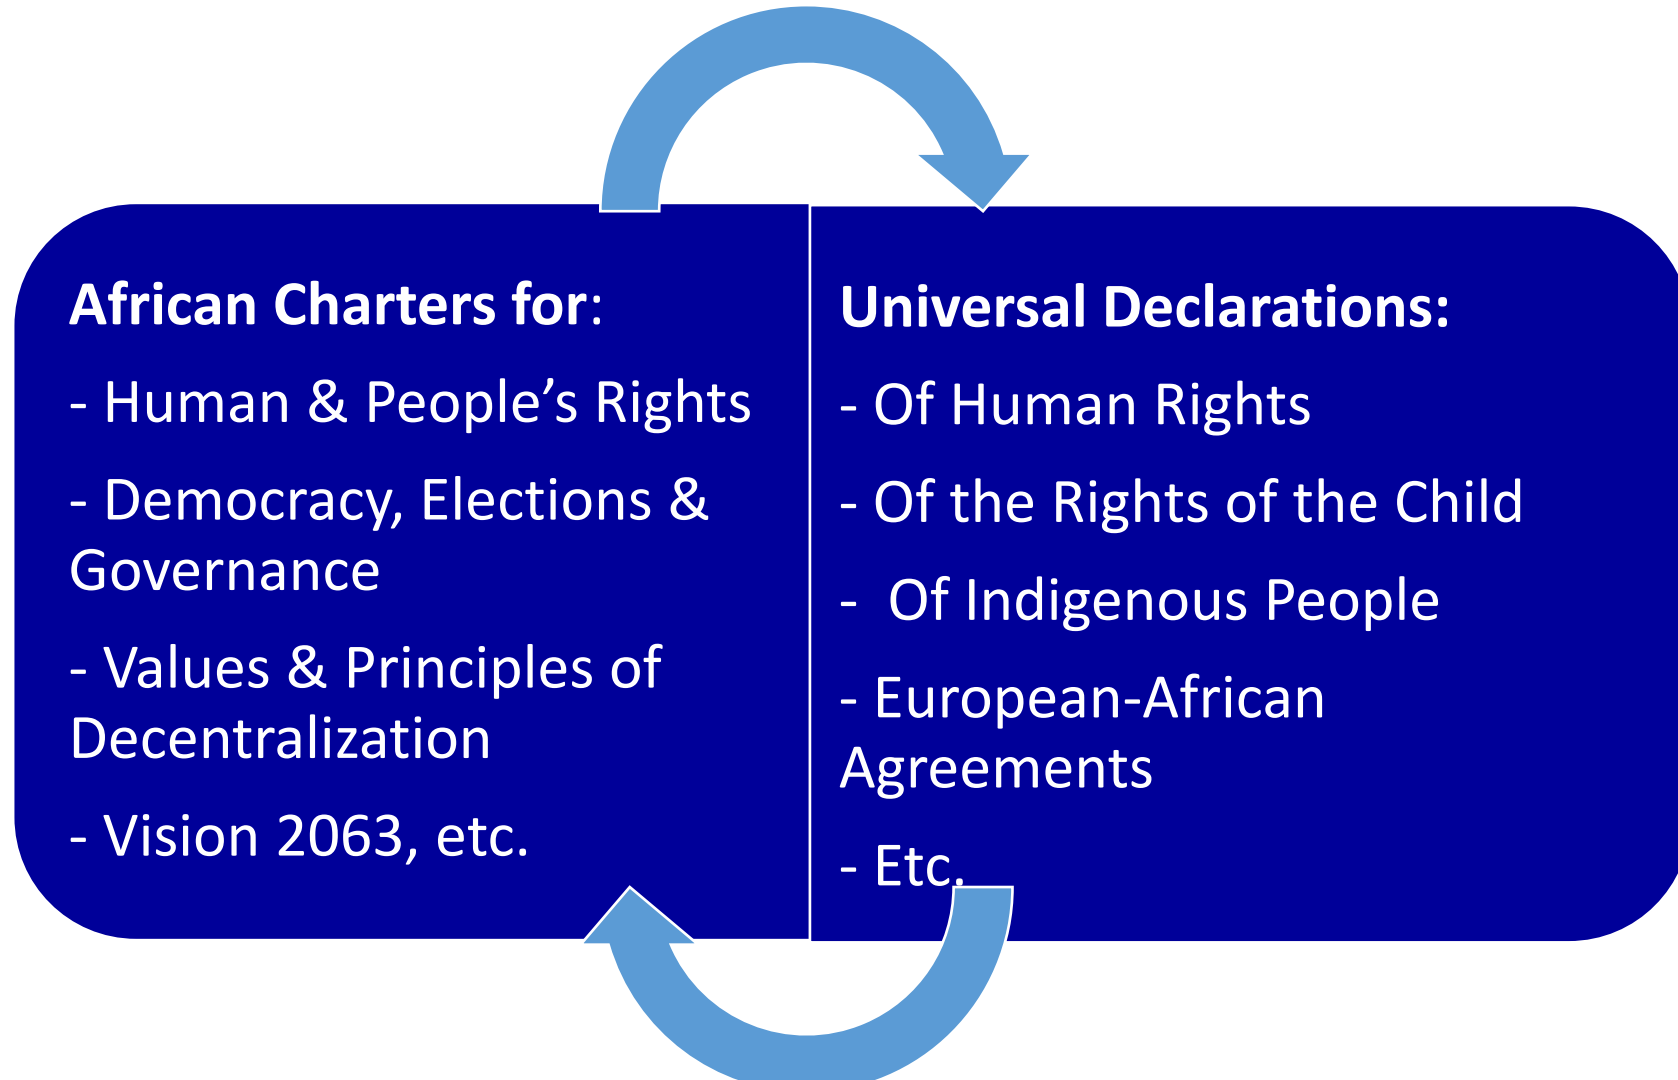 African Charters for:
- Human & People’s Rights
- Democracy, Elections &
Governance
- Values & Principles of
Decentralization
- Vision 2063, etc.
Universal Declarations:
- Of Human Rights
- Of the Rights of the Child
-  Of Indigenous People
- European-African
Agreements
- Etc.